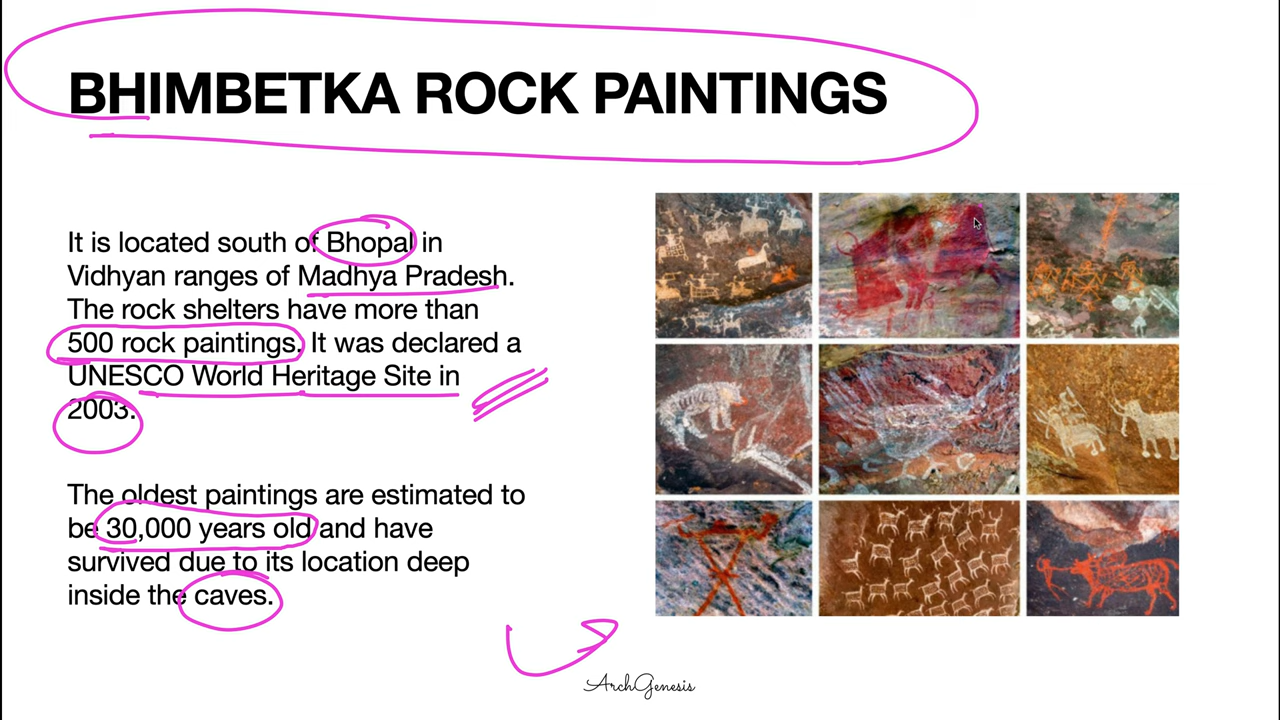 BHIMBETKA ROCK PAINTINGS
It is located south of Bhopal in
Vidhyan ranges of Madhya Pradesh.
The rock shelters have more than
500 rock paintings. It was declared a
UNESCO World Heritage Site in
2003.
The oldest paintings are estimated to
be 30,000 years old and have
survived due to its location deep
inside the caves.
ArchGenesis